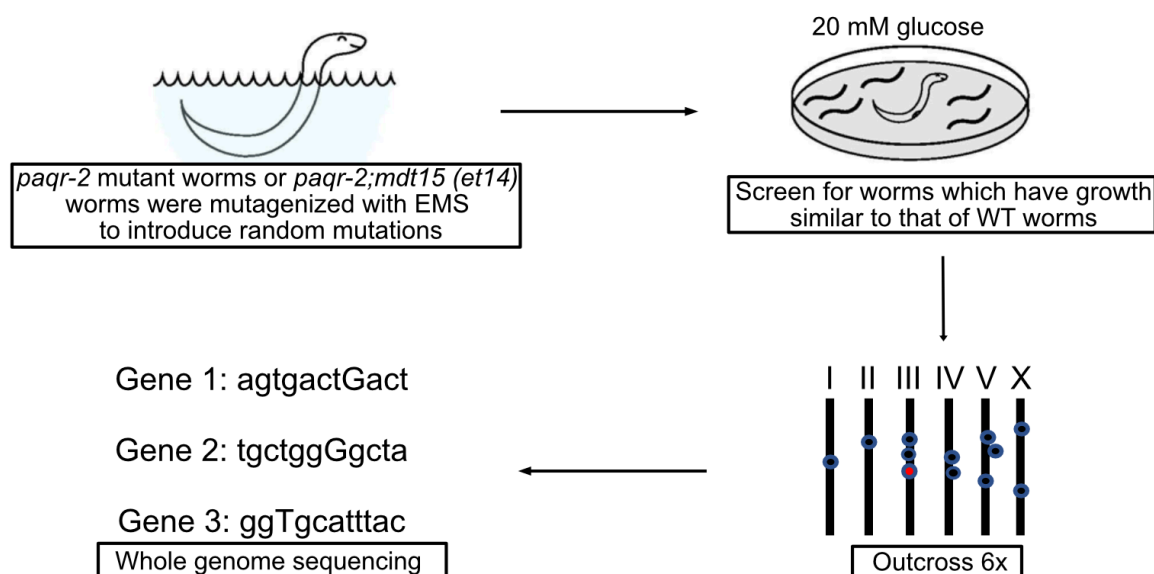 paqr-2 mutant worms or paqr-2;mdt15 (et14)
worms were mutagenized with EMS
to introduce random mutations
20 mM glucose
Screen for worms which have growth
similar to that of WT worms
I II III IV V X
Outcross 6x
Gene 1: agtgactGact
Gene 2: tgctggGgcta
Gene 3: ggTgcatttac
Whole genome sequencing